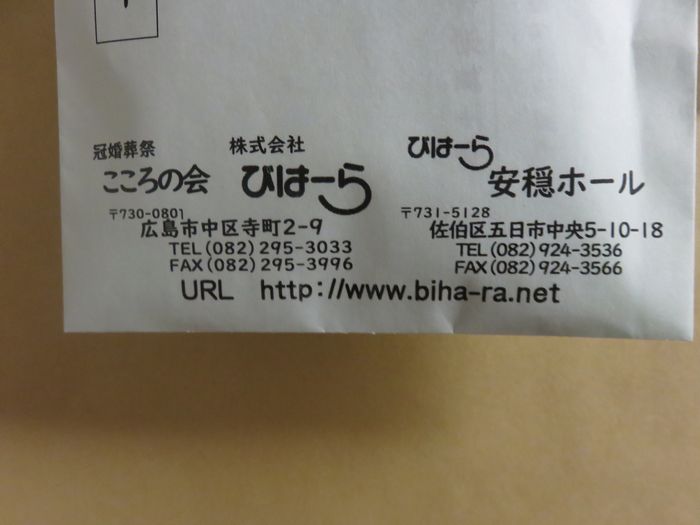 冠婚葬祭
こころの会
株式会社
びはーら
〒730-0801
広島市中区寺町2-9
TEL(082)295-3033
FAX(082)295-3996
びはーら
安穏ホール
〒731-5128
佐伯区五日市中央5-10-18
TEL(082)924-3536
FAX(082)924-3566
URL http://www.biha-ra.net